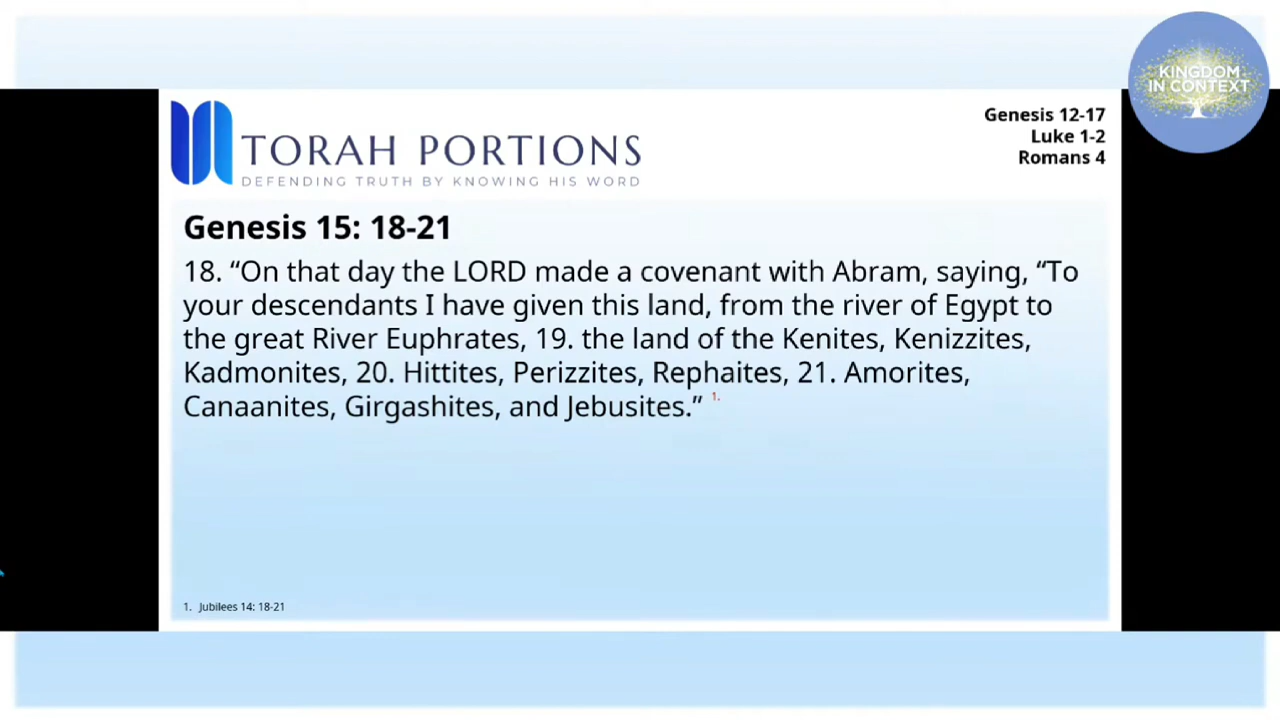 KINGDOM
IN CONTEXT
Genesis 12-17
Luke 1-2
Romans 4
TORAH PORTIONS
DEFENDING TRUTH BY KNOWING HIS WORD
Genesis 15: 18-21
18. “On that day the LORD made a covenant with Abram, saying, “To
your descendants I have given this land, from the river of Egypt to
the great River Euphrates, 19. the land of the Kenites, Kenizzites,
Kadmonites, 20. Hittites, Perizzites, Rephaites, 21. Amorites,
Canaanites, Girgashites, and Jebusites.” 1.
1. Jubilees 14: 18-21